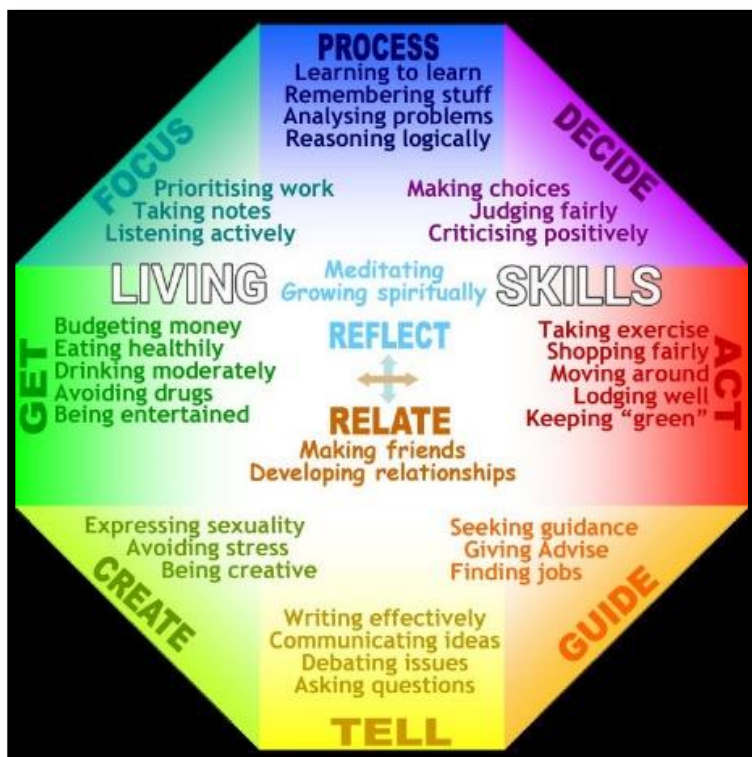 PROCESS
Learning to learn
Remembering stuff
Analysing problems
Reasoning logically
FOCUS
Prioritising work
Taking notes
Listening actively
DECIDE
Making choices
Judging fairly
Criticising positively
LIVING SKILLS
Meditating
Growing spiritually
REFLECT
GET
Budgeting money
Eating healthily
Drinking moderately
Avoiding drugs
Being entertained
ACT
Taking exercise
Shopping fairly
Moving around
Lodging well
Keeping “green”
RELATE
Making friends
Developing relationships
Expressing sexuality
Avoiding stress
Being creative
CREATE
Seeking guidance
Giving Advise
Finding jobs
GUIDE
Writing effectively
Communicating ideas
Debating issues
Asking questions
TELL